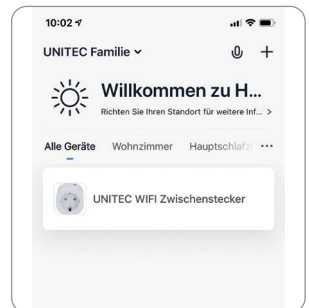 10:02
UNITEC Familie
Willkommen zu H...
Richten Sie Ihren Standort für weitere Inf... >
Alle Geräte Wohnzimmer Hauptschlafzi ...
UNITEC WIFI Zwischenstecker